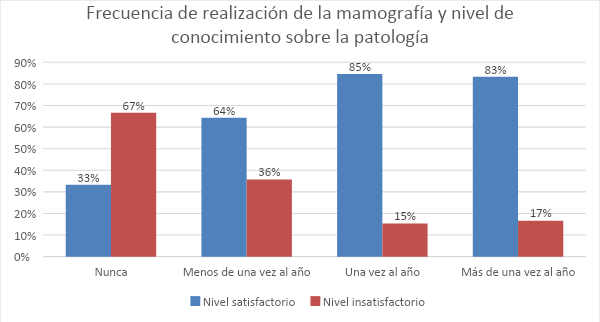 Frecuencia de realización de la mamografía y nivel de
conocimiento sobre la patología
90%
80%
70%
60%
50%
40%
30%
20%
10%
0%
33%
67%
64%
36%
85%
15%
83%
17%
Nunca
Menos de una vez al año
Una vez al año
Más de una vez al año
Nivel satisfactorio
Nivel insatisfactorio